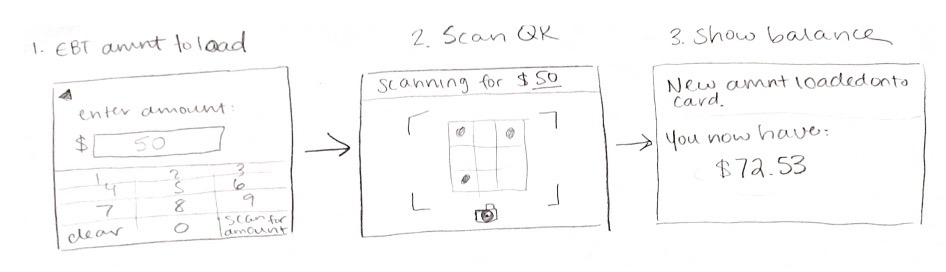 1. EBT amnt to load
enter amount:
$ 50
1 2 3
4 5 6
7 8 9
clear 0 scan for
amount
2. Scan QR
scanning for $50
3. Show balance
New amnt loaded onto
card.
You now have:
$72.53